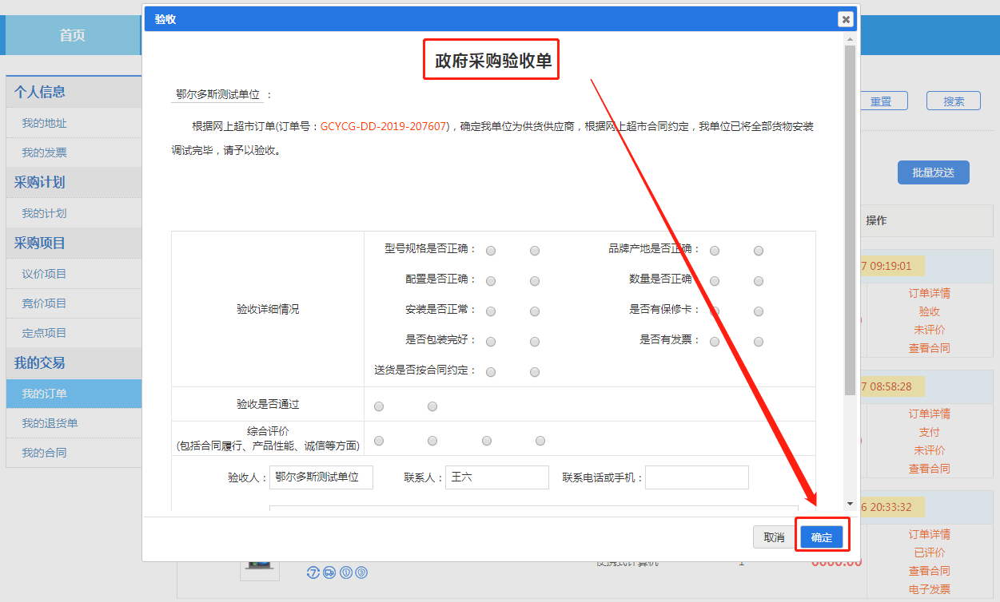 验收
首页
政府采购验收单
鄂尔多斯测试单位 :
根据网上超市订单(订单号:GCYCG-DD-2019-207607),确定我单位为供货供应商,根据网上超市合同约定,我单位已将全部货物安装
调试完毕,请予以验收。
验收详细情况
型号规格是否正确: 品牌产地是否正确:
配置是否正确: 数量是否正确
安装是否正常: 是否有保修卡:
是否包装完好: 是否有发票:
送货是否按合同约定:
验收是否通过
综合评价
(包括合同履行、产品性能、诚信等方面)
验收人: 鄂尔多斯测试单位 联系人: 王六 联系电话或手机:
取消 确定
个人信息
我的地址
我的发票
采购计划
我的计划
采购项目
议价项目
竞价项目
定点项目
我的交易
我的订单
我的退货单
我的合同
重置 搜索
批量发送
操作
7 09:19:01
订单详情
验收
未评价
查看合同
7 08:58:28
订单详情
支付
未评价
查看合同
6 20:33:32
订单详情
已评价
查看合同
电子发票
便携式计算机 1